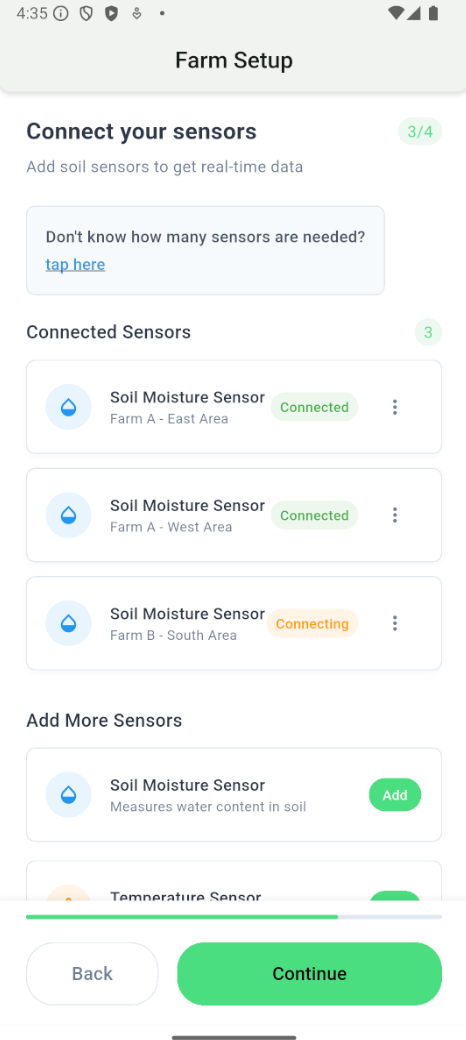 4:35
Farm Setup
Connect your sensors
3/4
Add soil sensors to get real-time data
Don't know how many sensors are needed?
tap here
Connected Sensors
3
Soil Moisture Sensor
Farm A - East Area
Connected
Soil Moisture Sensor
Farm A - West Area
Connected
Soil Moisture Sensor
Farm B - South Area
Connecting
Add More Sensors
Soil Moisture Sensor
Measures water content in soil
Add
Temperature Sensor
Back
Continue